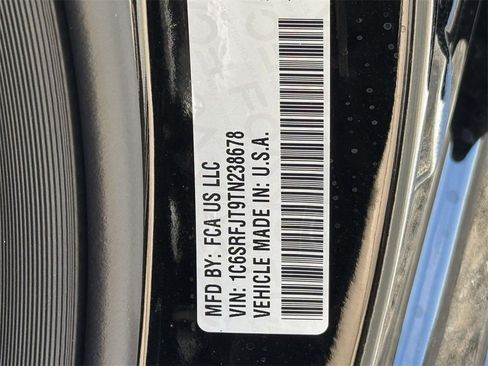 MFD BY: FCA US LLC
VIN: 1C6SRFJT9TN238678
VEHICLE MADE IN: U.S.A.